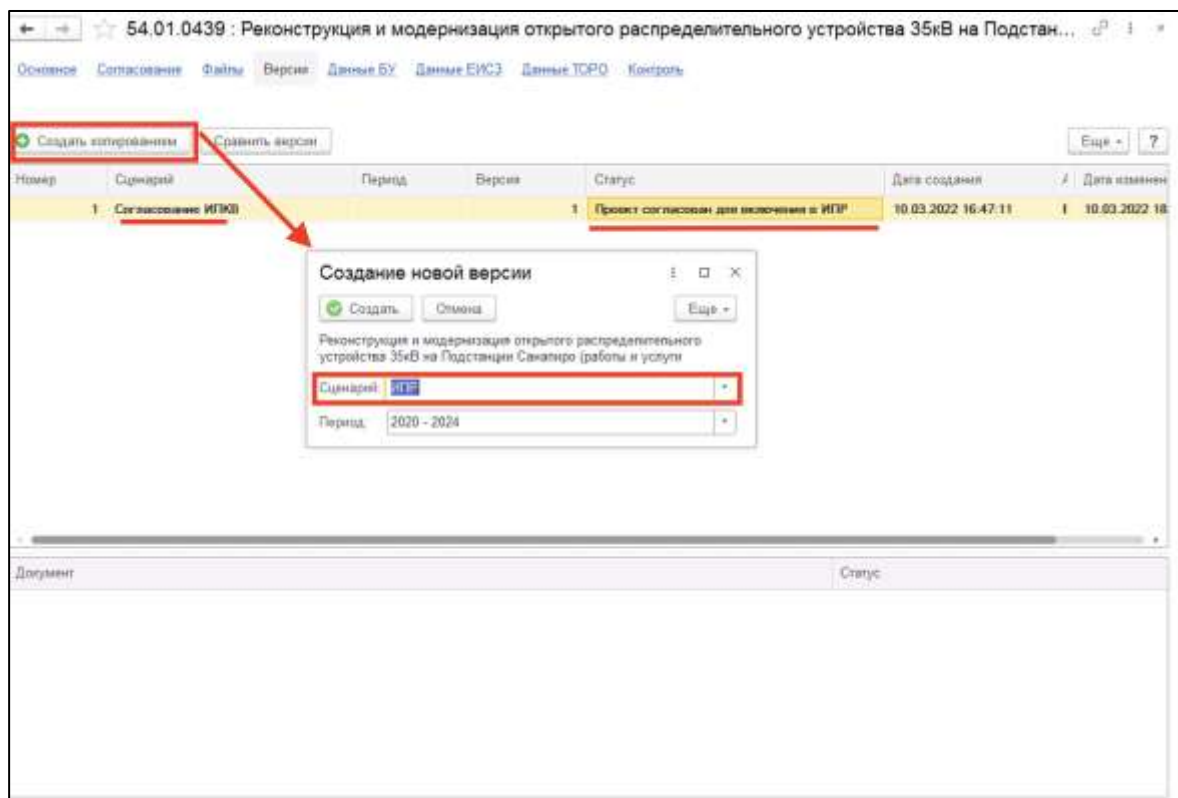 54.01.0439 : Реконструкция и модернизация открытого распределительного устройства 35кВ на Подстан...
Основное Согласование Файлы Версии Данные БУ Данные ЕИСЗ Данные ТОРО Контроль
Создать копированием Сравнить версии Еще ?
Номер Сценарий Период Версия Статус Дата создания Дата изменен
1 Согласование ИПКВ 1 Проект согласован для включения в ИПР 10.03.2022 16:47:11 10.03.2022 18:
Создание новой версии
Создать Отмена Еще
Реконструкция и модернизация открытого распределительного
устройства 35кВ на Подстанции (работы и услуги
Сценарий: ИПР
Период: 2020 - 2024
Документ Статус